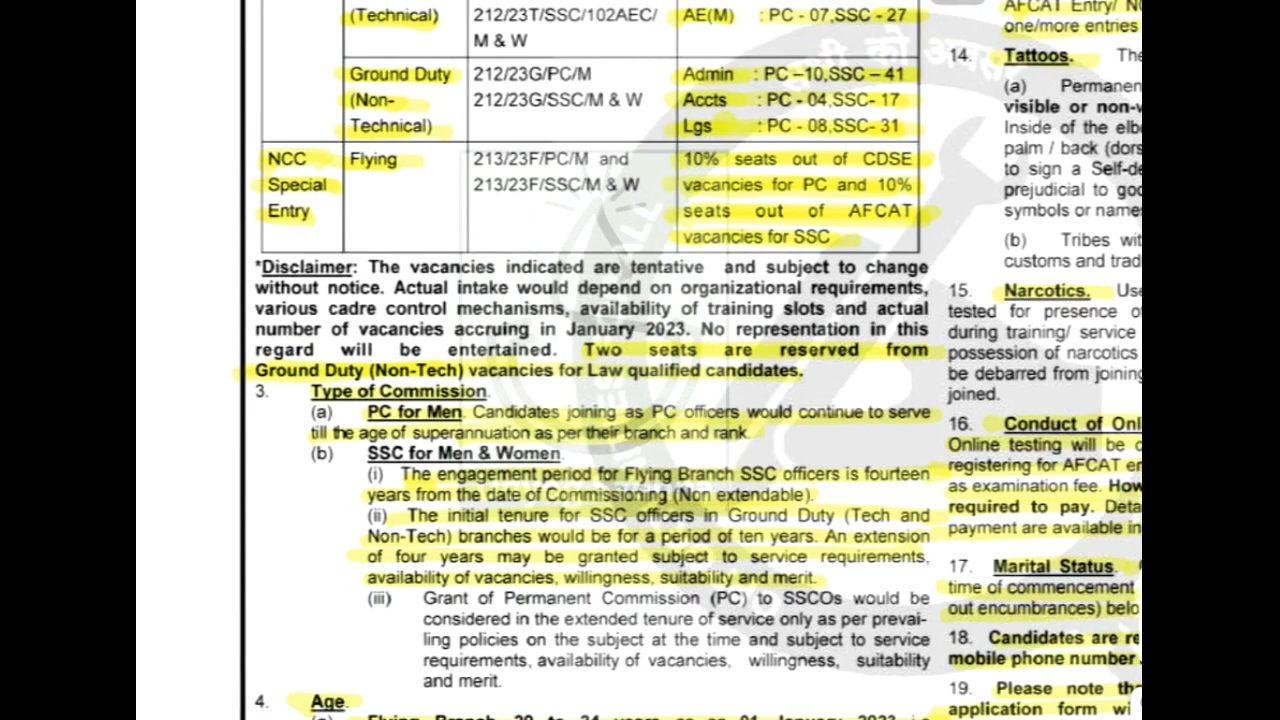 (Technical) 212/23T/SSC/102AEC/ AE(M) : PC - 07,SSC - 27
M & W
Ground Duty 212/23G/PC/M Admin : PC –10,SSC – 41
(Non- 212/23G/SSC/M & W Accts : PC - 04,SSC- 17
Technical) Lgs : PC - 08,SSC- 31
NCC Flying 213/23F/PC/M and 10% seats out of CDSE
Special 213/23F/SSC/M & W vacancies for PC and 10%
Entry seats out of AFCAT
vacancies for SSC
*Disclaimer: The vacancies indicated are tentative and subject to change
without notice. Actual intake would depend on organizational requirements,
various cadre control mechanisms, availability of training slots and actual
number of vacancies accruing in January 2023. No representation in this
regard will be entertained. Two seats are reserved from
Ground Duty (Non-Tech) vacancies for Law qualified candidates.
3. Type of Commission.
(a) PC for Men. Candidates joining as PC officers would continue to serve
till the age of superannuation as per their branch and rank.
(b) SSC for Men & Women.
(i) The engagement period for Flying Branch SSC officers is fourteen
years from the date of Commissioning (Non extendable).
(ii) The initial tenure for SSC officers in Ground Duty (Tech and
Non-Tech) branches would be for a period of ten years. An extension
of four years may be granted subject to service requirements,
availability of vacancies, willingness, suitability and merit.
(iii) Grant of Permanent Commission (PC) to SSCOs would be
considered in the extended tenure of service only as per prevai-
ling policies on the subject at the time and subject to service
requirements, availability of vacancies, willingness, suitability
and merit.
4. Age.
Flying Branch 20 to 24 years as on 01 January 2023
AFCAT Entry/
one/more entries
14. Tattoos. The
(a) Permanen
visible or non-v
Inside of the elb
palm / back (dors
to sign a Self-de
prejudicial to goo
symbols or name
(b) Tribes wit
customs and trad
15. Narcotics. Use
tested for presence o
during training/ service
possession of narcotics
be debarred from joining
joined.
16. Conduct of Onl
Online testing will be c
registering for AFCAT en
as examination fee. How
required to pay. Deta
payment are available in
17. Marital Status.
time of commencement
out encumbrances) belo
18. Candidates are re
mobile phone number
19. Please note th
application form wi